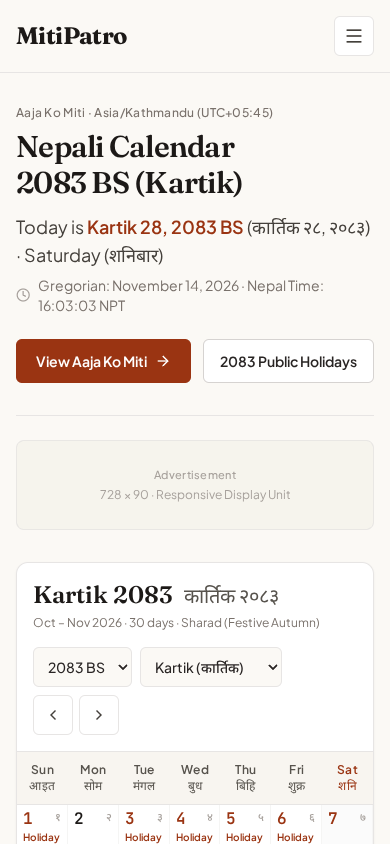 MitiPatro
Aaja Ko Miti · Asia/Kathmandu (UTC+05:45)
Nepali Calendar
2083 BS (Kartik)
Today is Kartik 28, 2083 BS (कार्तिक २८, २०८३)
· Saturday (शनिबार)
Gregorian: November 14, 2026 · Nepal Time:
16:03:03 NPT
View Aaja Ko Miti →
2083 Public Holidays
Advertisement
728 × 90 · Responsive Display Unit
Kartik 2083 कार्तिक २०८३
Oct – Nov 2026 · 30 days · Sharad (Festive Autumn)
2083 BS
Kartik (कार्तिक)
Sun Mon Tue Wed Thu Fri Sat
आइत सोम मंगल बुध बिहि शुक्र शनि
1 १ 2 २ 3 ३ 4 ४ 5 ५ 6 ६ 7 ७
Holiday Holiday Holiday Holiday Holiday